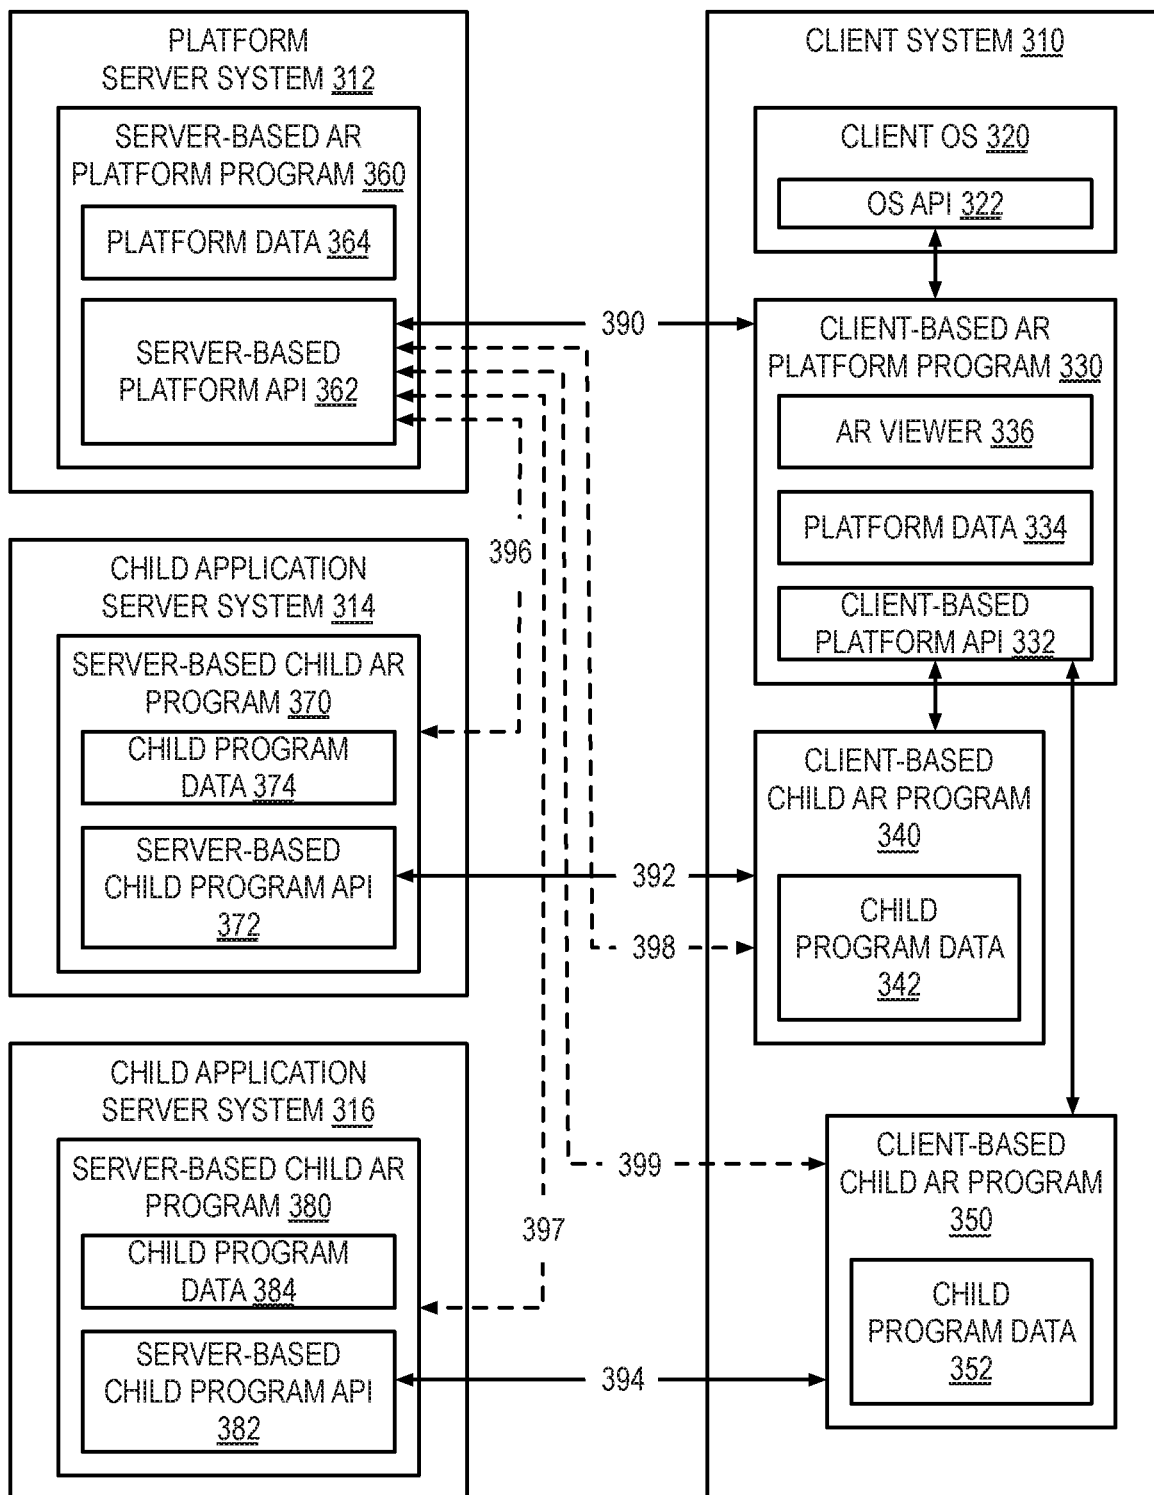 PLATFORM
SERVER SYSTEM 312
SERVER-BASED AR
PLATFORM PROGRAM 360
PLATFORM DATA 364
SERVER-BASED
PLATFORM API 362
CHILD APPLICATION
SERVER SYSTEM 314
SERVER-BASED CHILD AR
PROGRAM 370
CHILD PROGRAM
DATA 374
SERVER-BASED
CHILD PROGRAM API
372
CHILD APPLICATION
SERVER SYSTEM 316
SERVER-BASED CHILD AR
PROGRAM 380
CHILD PROGRAM
DATA 384
SERVER-BASED
CHILD PROGRAM API
382
390
396
392
398
399
397
394
CLIENT SYSTEM 310
CLIENT OS 320
OS API 322
CLIENT-BASED AR
PLATFORM PROGRAM 330
AR VIEWER 336
PLATFORM DATA 334
CLIENT-BASED
PLATFORM API 332
CLIENT-BASED
CHILD AR PROGRAM
340
CHILD
PROGRAM DATA
342
CLIENT-BASED
CHILD AR PROGRAM
350
CHILD
PROGRAM DATA
352